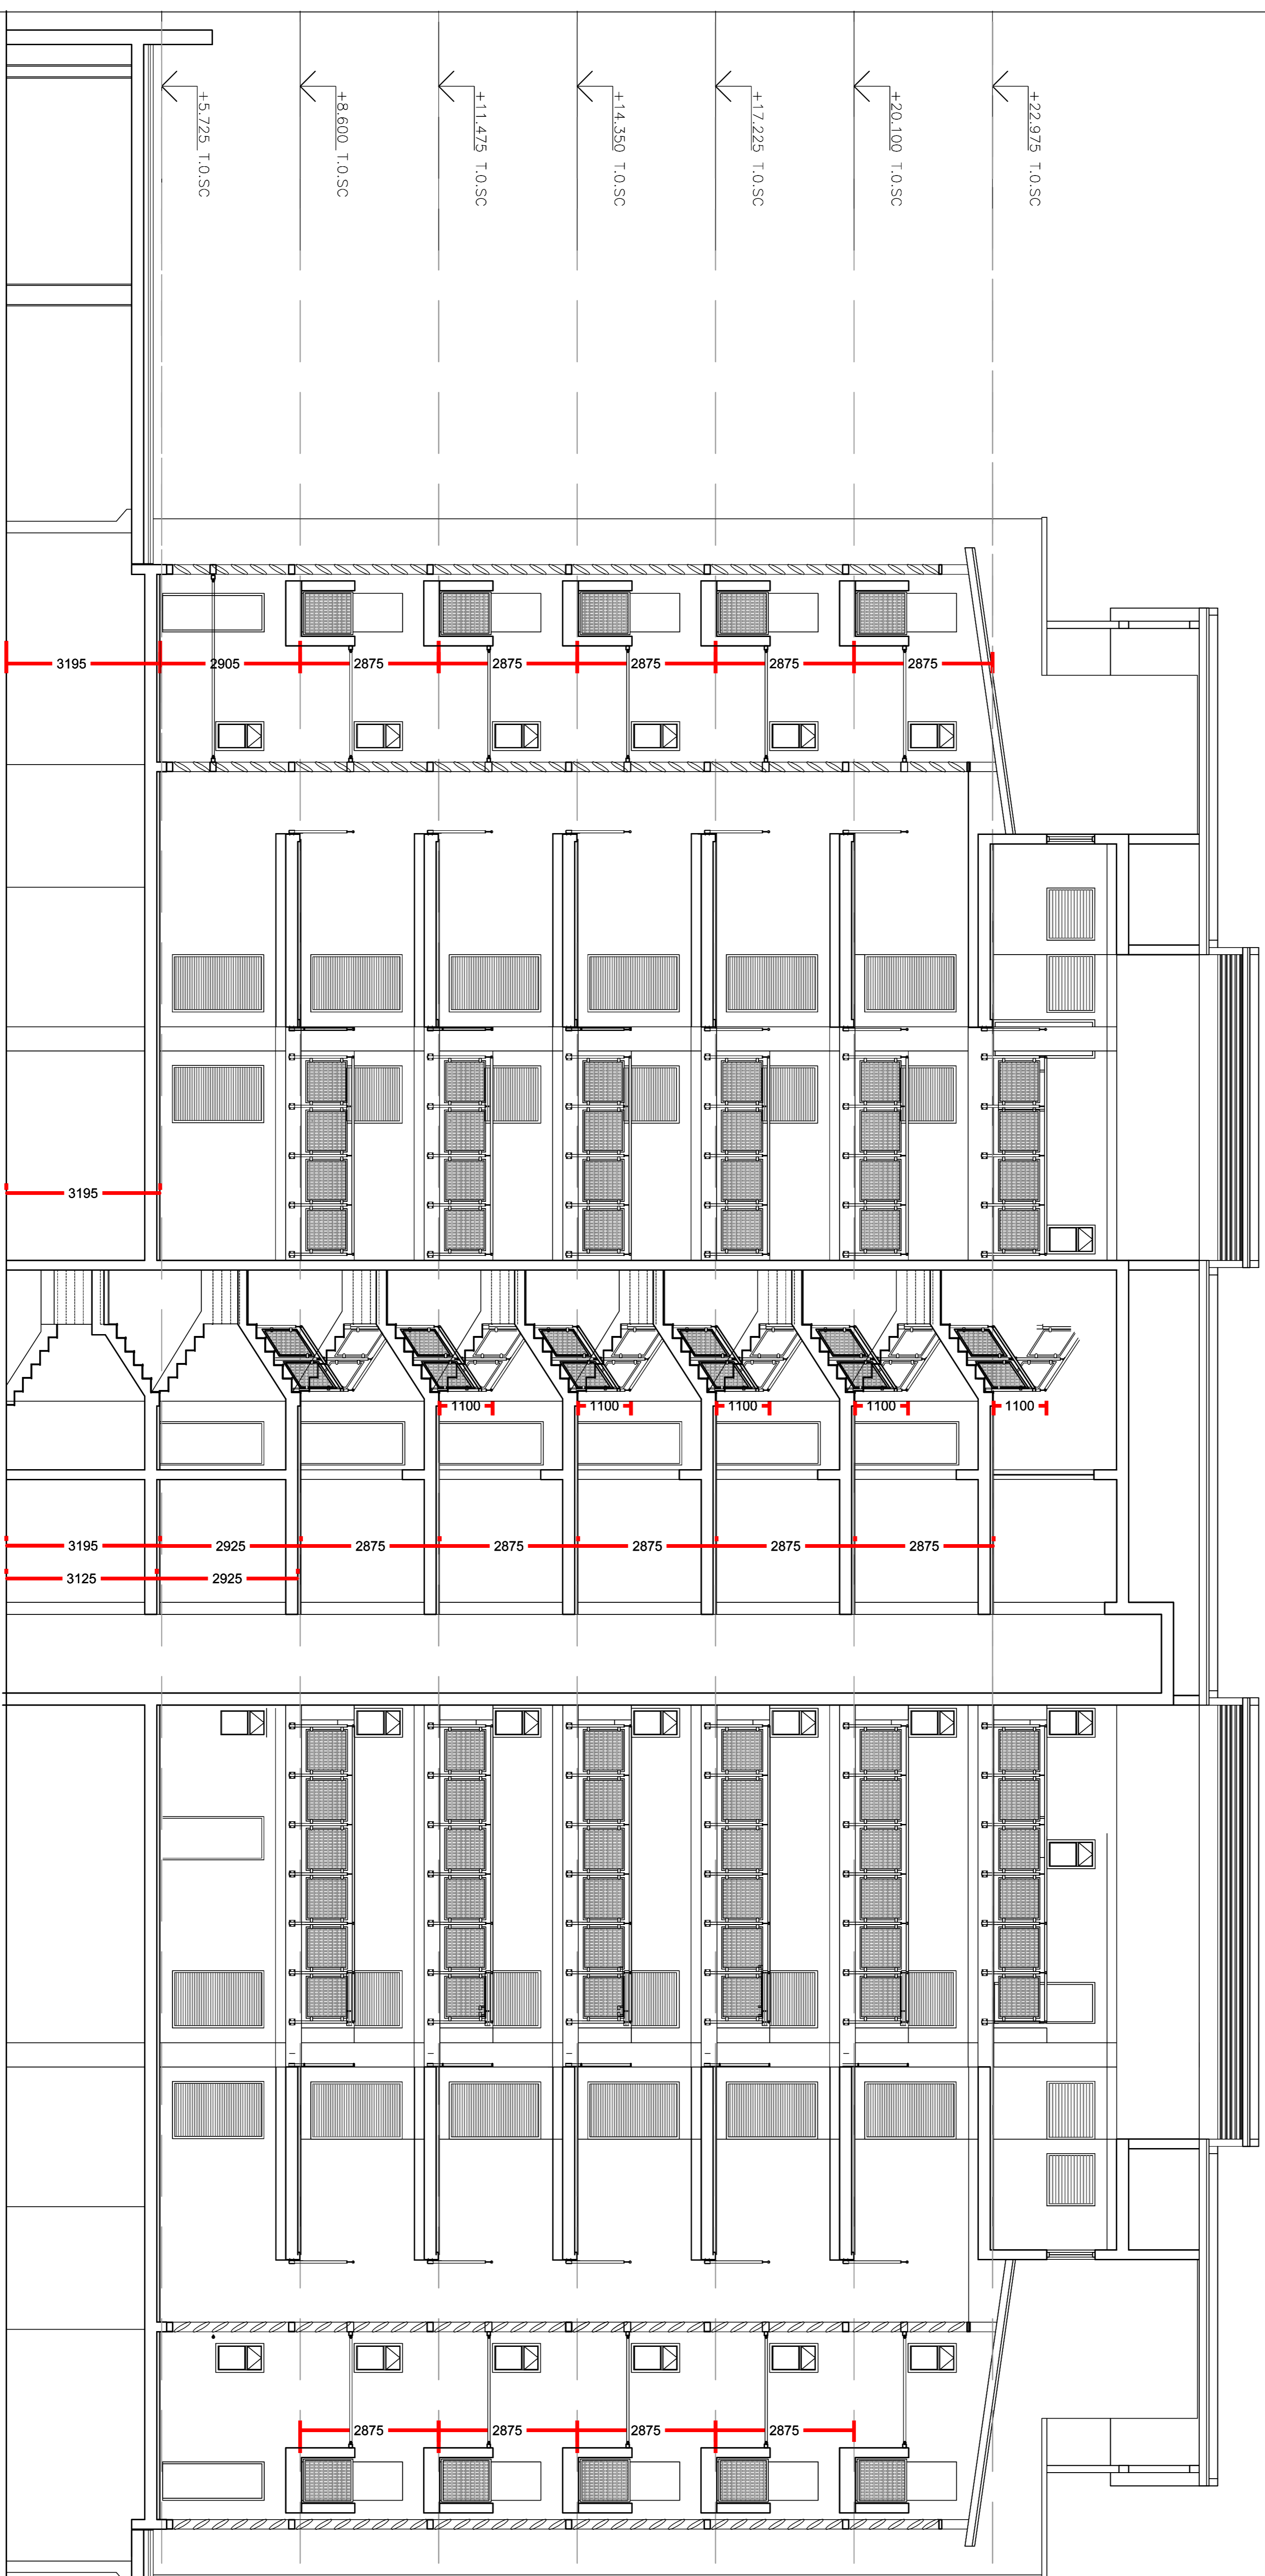 +5.725 T.O.SC
+8.600 T.O.SC
+11.475 T.O.SC
+14.350 T.O.SC
+17.225 T.O.SC
+20.100 T.O.SC
+22.975 T.O.SC
3195 2905 2875 2875 2875 2875 2875
3195
1100 1100 1100 1100 1100
3195 2925 2875 2875 2875 2875 2875
3125 2925
2875 2875 2875 2875